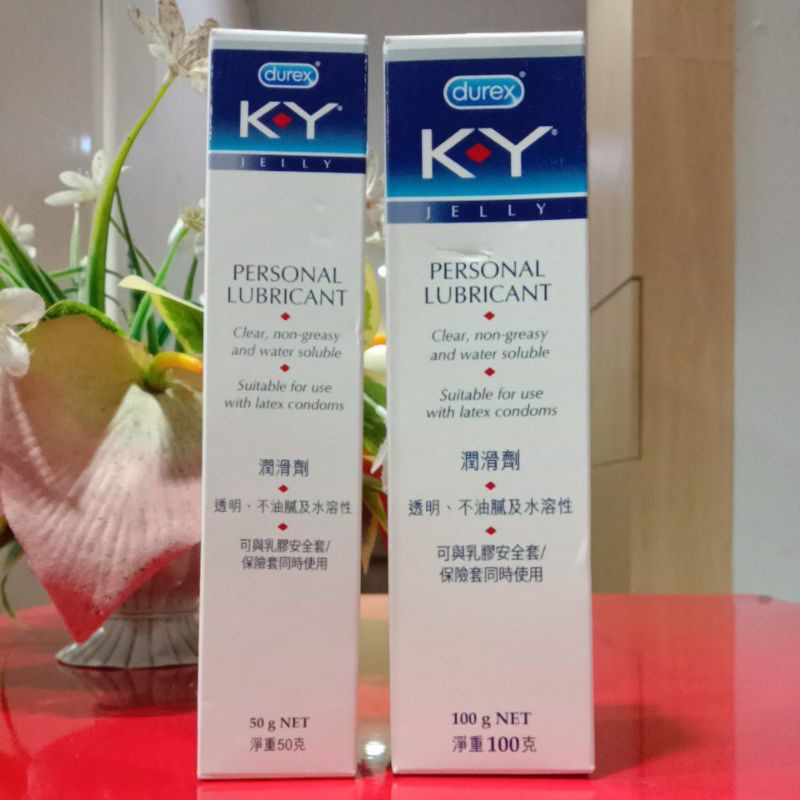 durex®
K•Y®
JELLY
PERSONAL
LUBRICANT
Clear, non-greasy
and water soluble
Suitable for use
with latex condoms
潤滑劑
透明、不油膩及水溶性
可與乳膠安全套/
保險套同時使用
50 g NET
淨重50克
durex®
K•Y®
JELLY
PERSONAL
LUBRICANT
Clear, non-greasy
and water soluble
Suitable for use
with latex condoms
潤滑劑
透明、不油膩及水溶性
可與乳膠安全套/
保險套同時使用
100 g NET
淨重100克